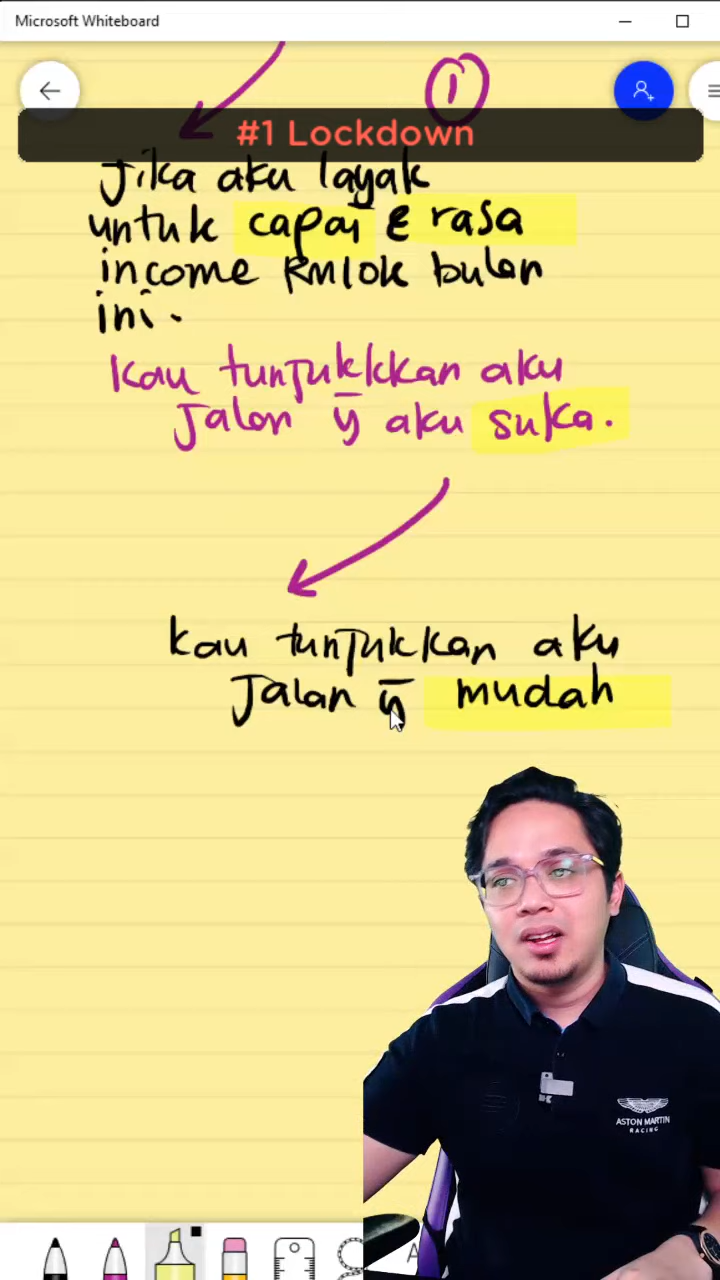 Microsoft Whiteboard
1
#1 Lockdown
Jika aku layak
untuk capai & rasa
income RM10K bulan
ini.
kau tunjukkkan aku
Jalan ȳ aku suka.
kau tunjukkan aku
Jalan ȳ mudah
ASTON MARTIN
RACING
A